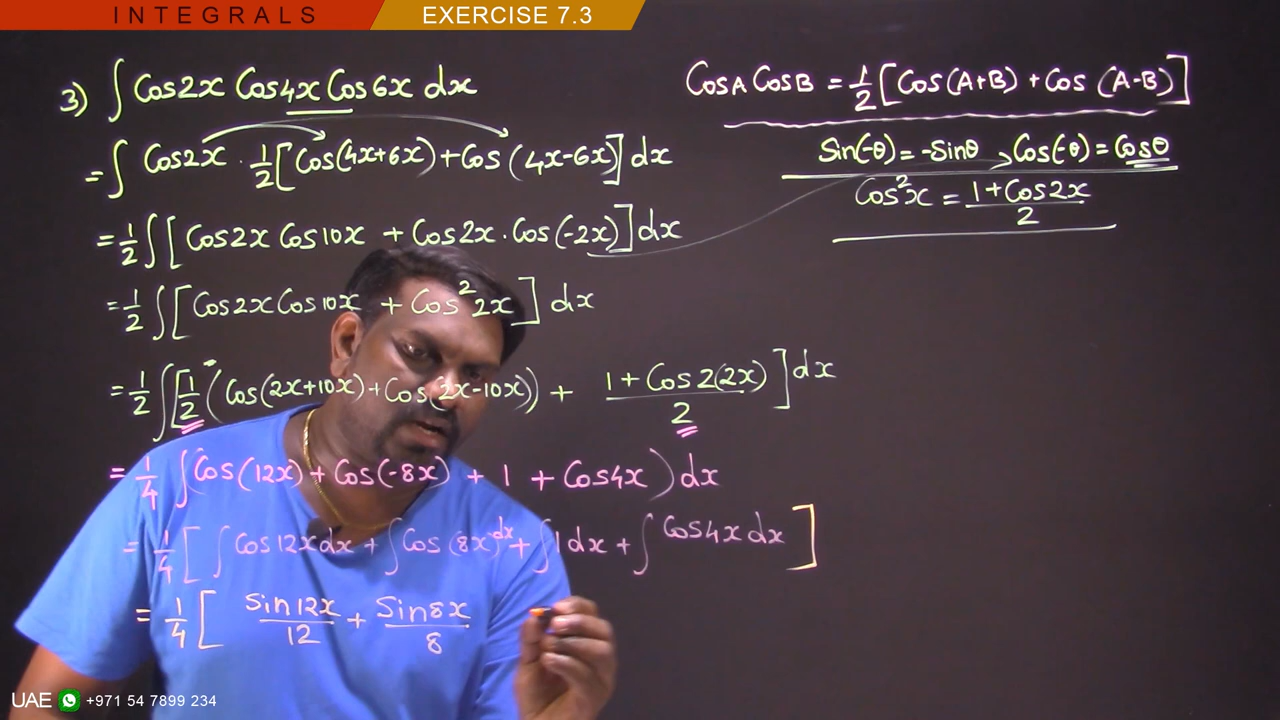 INTEGRALS EXERCISE 7.3
3) ∫ Cos2x Cos4x Cos6x dx
= ∫ Cos2x · 1/2 [Cos(4x+6x) + Cos (4x-6x)] dx
= 1/2 ∫ [Cos2x Cos10x + Cos2x · Cos(-2x)] dx
= 1/2 ∫ [Cos2x Cos10x + Cos² 2x] dx
= 1/2 ∫ [1/2 (Cos(2x+10x) + Cos(2x-10x)) + (1 + Cos2(2x))/2] dx
= 1/4 ∫ (Cos(12x) + Cos(-8x) + 1 + Cos4x) dx
= 1/4 [∫ Cos12x dx + ∫ Cos (8x) dx + ∫ 1 dx + ∫ Cos4x dx]
= 1/4 [ Sin12x/12 + Sin8x/8
CosA CosB = 1/2 [Cos(A+B) + Cos (A-B)]
Sin(-θ) = -Sinθ , Cos(-θ) = Cosθ
Cos²x = (1 + Cos2x)/2
UAE +971 54 7899 234